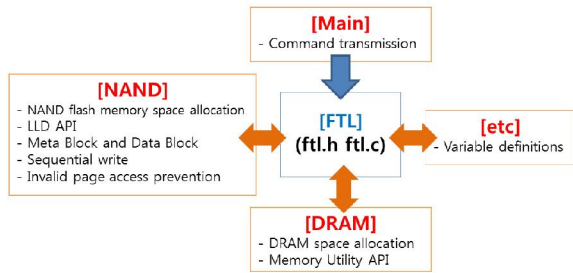 [Main]
- Command transmission
[NAND]
- NAND flash memory space allocation
- LLD API
- Meta Block and Data Block
- Sequential write
- Invalid page access prevention
[FTL]
(ftl.h ftl.c)
[etc]
- Variable definitions
[DRAM]
- DRAM space allocation
- Memory Utility API